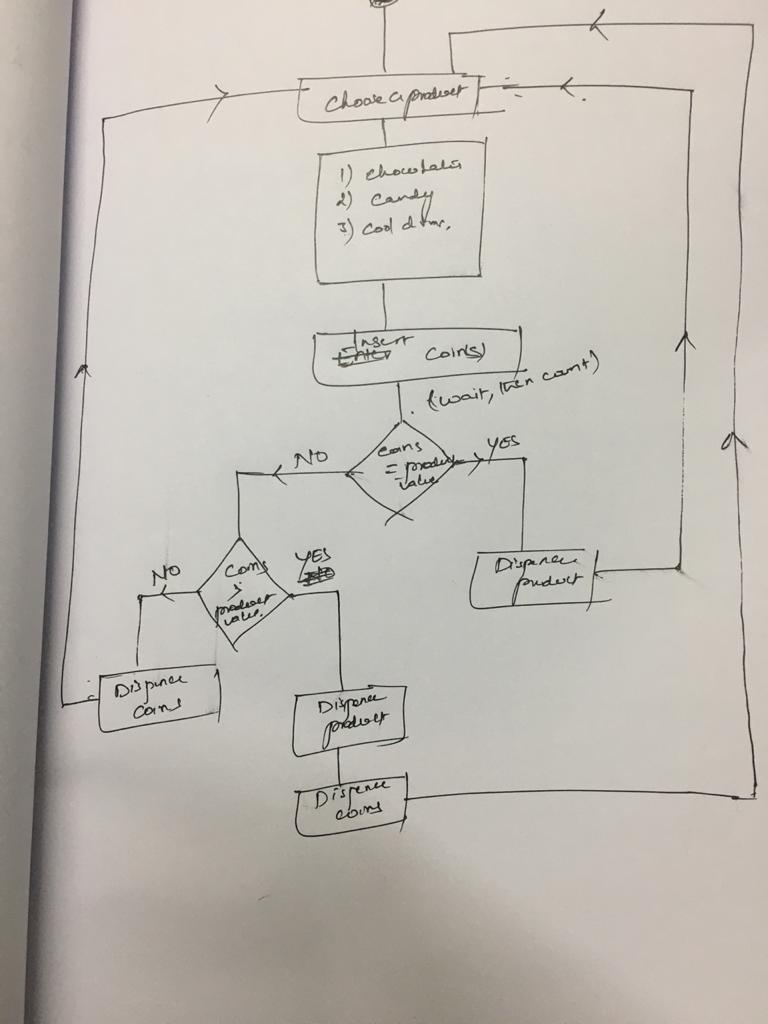 Choose a product
1) chocolates
2) candy
3) cool
Insert
Enter coin(s)
(wait, then count)
NO
coins
= product
value
YES
NO
coins
>
product
value.
YES
Dispence
product
Dispence
coins
Dispence
product
Dispence
coins